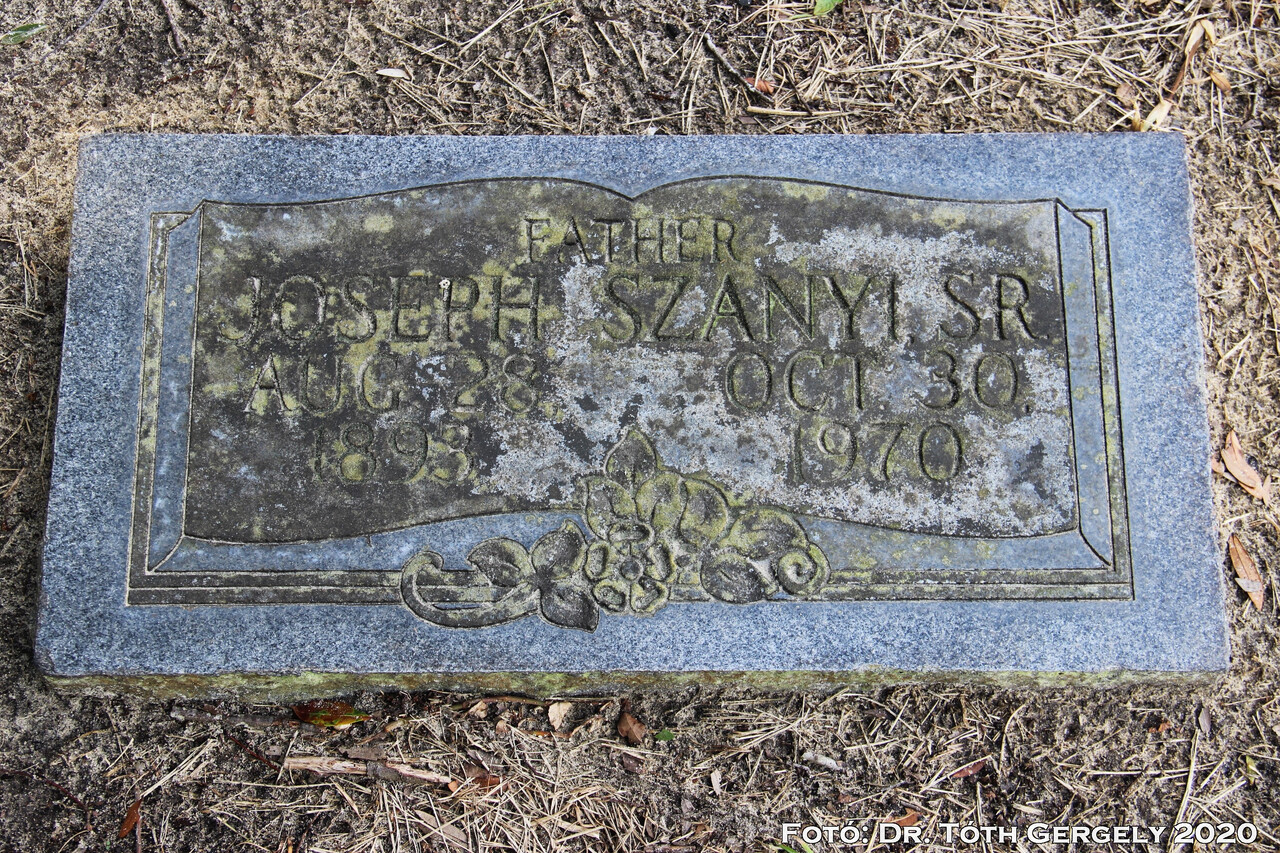 FATHER
JOSEPH SZANYI, SR.
AUG. 28 OCT. 30,
1893 1970
Fotó: Dr. Tóth Gergely 2020